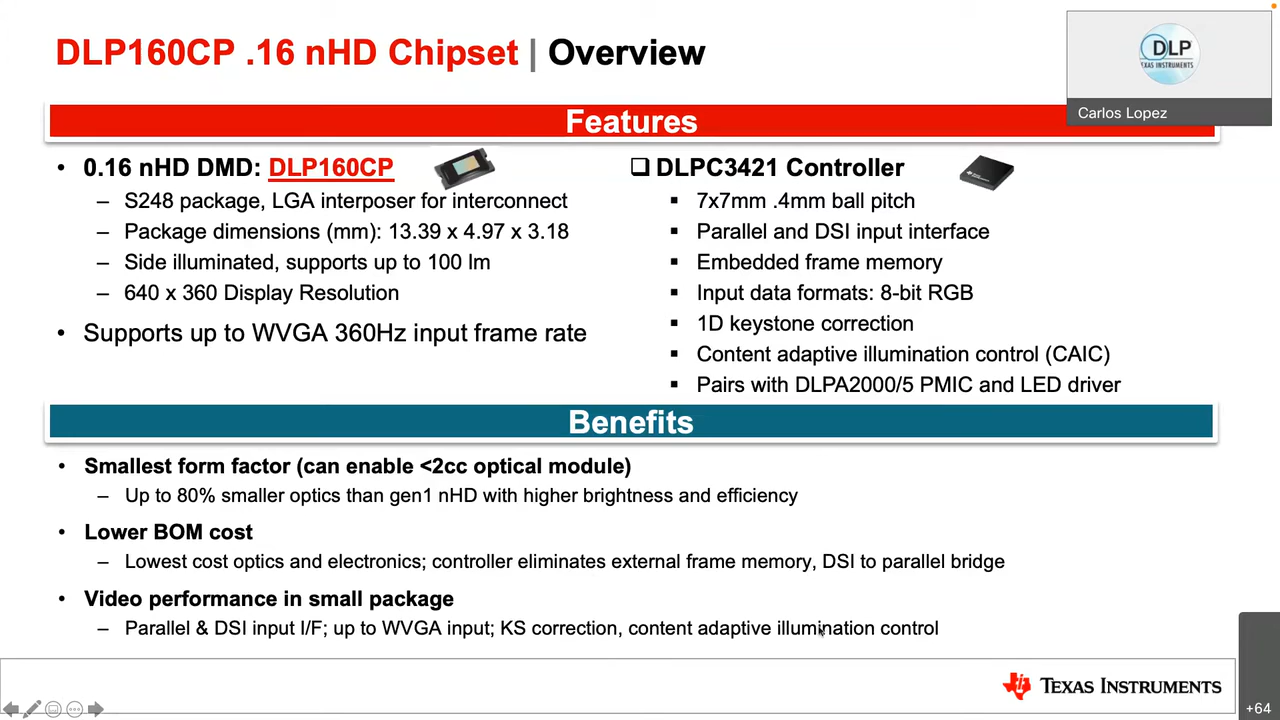 DLP160CP .16 nHD Chipset | Overview
DLP
TEXAS INSTRUMENTS
Carlos Lopez
Features
• 0.16 nHD DMD: DLP160CP
– S248 package, LGA interposer for interconnect
– Package dimensions (mm): 13.39 x 4.97 x 3.18
– Side illuminated, supports up to 100 lm
– 640 x 360 Display Resolution
• Supports up to WVGA 360Hz input frame rate
❑ DLPC3421 Controller
▪ 7x7mm .4mm ball pitch
▪ Parallel and DSI input interface
▪ Embedded frame memory
▪ Input data formats: 8-bit RGB
▪ 1D keystone correction
▪ Content adaptive illumination control (CAIC)
▪ Pairs with DLPA2000/5 PMIC and LED driver
Benefits
• Smallest form factor (can enable <2cc optical module)
– Up to 80% smaller optics than gen1 nHD with higher brightness and efficiency
• Lower BOM cost
– Lowest cost optics and electronics; controller eliminates external frame memory, DSI to parallel bridge
• Video performance in small package
– Parallel & DSI input I/F; up to WVGA input; KS correction, content adaptive illumination control
TEXAS INSTRUMENTS
+64